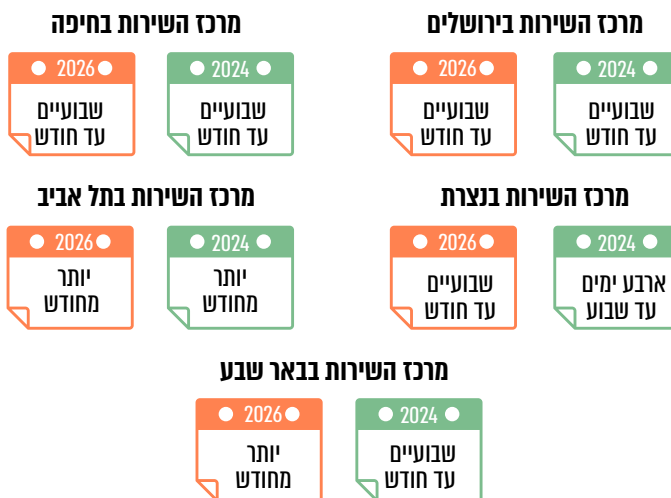 מרכז השירות בירושלים
2024
שבועיים
עד חודש
2026
שבועיים
עד חודש
מרכז השירות בחיפה
2024
שבועיים
עד חודש
2026
שבועיים
עד חודש
מרכז השירות בנצרת
2024
ארבע ימים
עד שבוע
2026
שבועיים
עד חודש
מרכז השירות בתל אביב
2024
יותר
מחודש
2026
יותר
מחודש
מרכז השירות בבאר שבע
2024
שבועיים
עד חודש
2026
יותר
מחודש